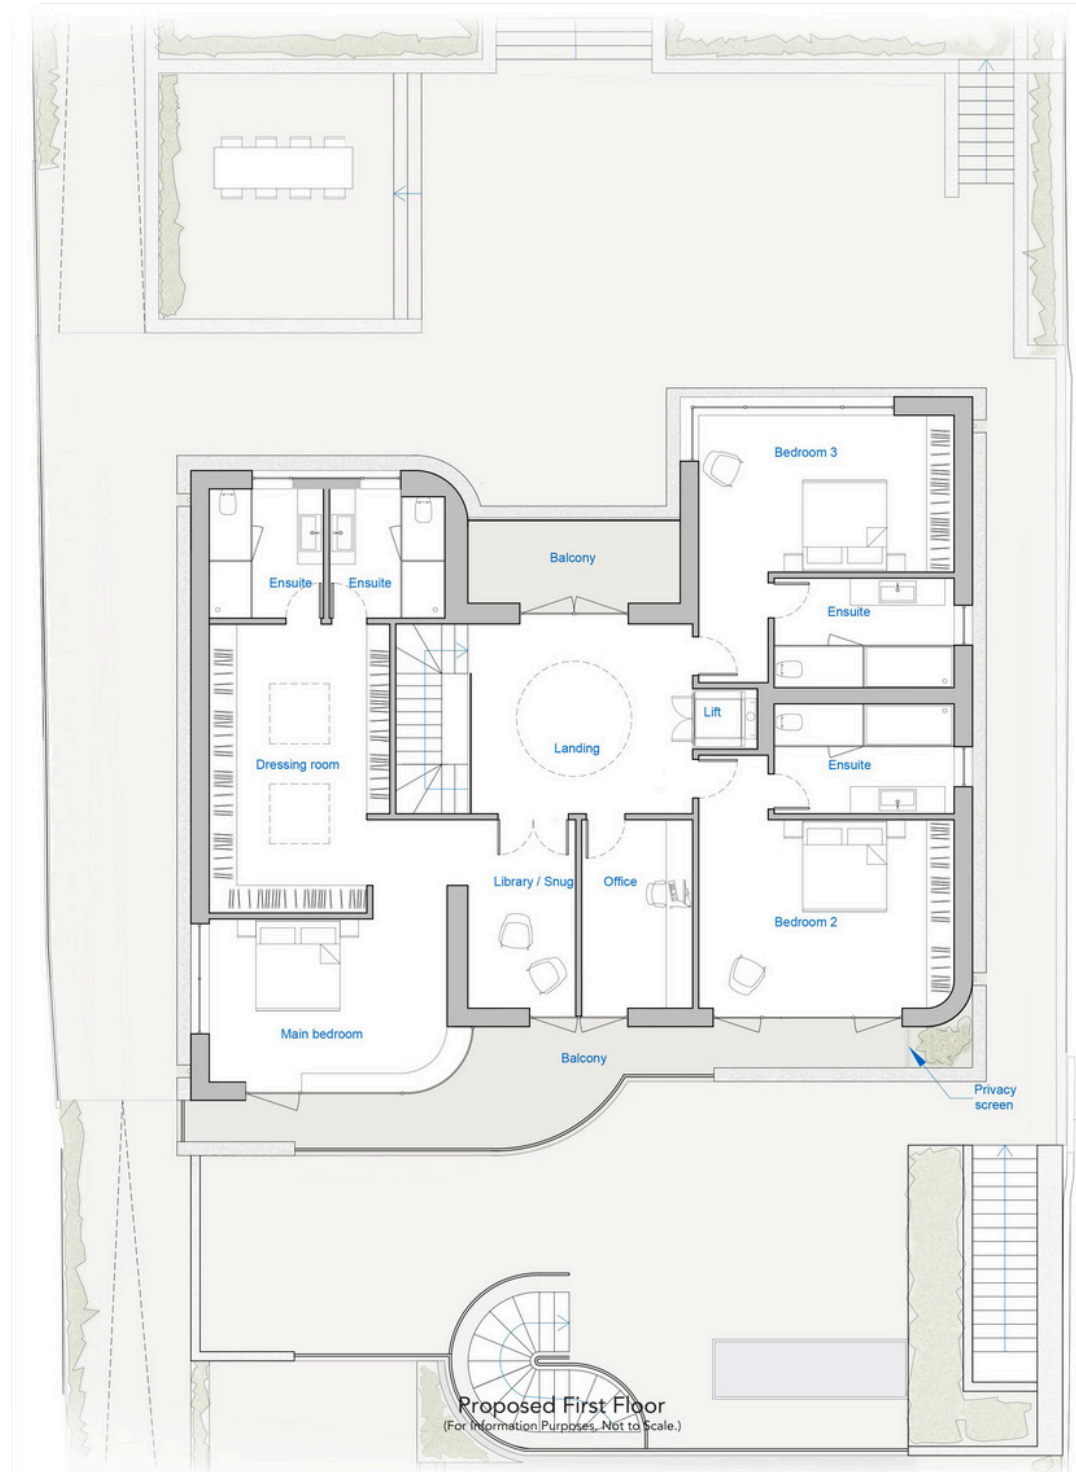 Bedroom 3
Balcony
Ensuite
Ensuite
Ensuite
Lift
Landing
Dressing room
Ensuite
Library / Snug
Office
Bedroom 2
Main bedroom
Balcony
Privacy
screen
Proposed First Floor
(For Information Purposes, Not to Scale.)